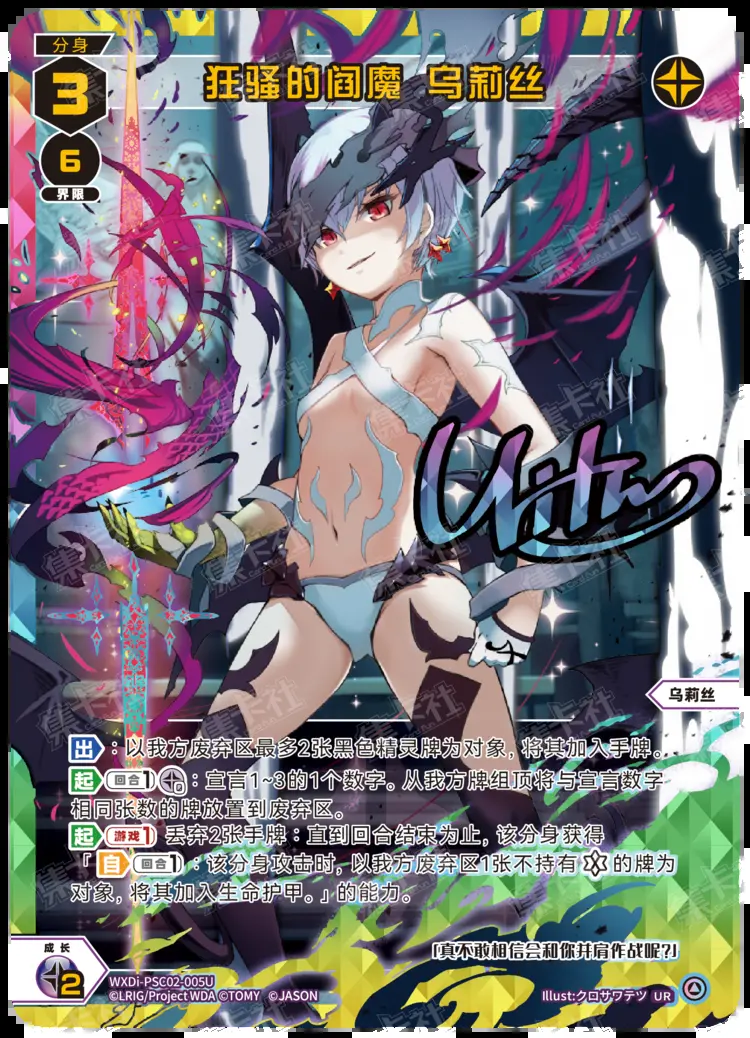 分身
3
狂骚的阎魔 乌莉丝
6
界限
乌莉丝
出：以我方废弃区最多2张黑色精灵牌为对象，将其加入手牌。
起 回合1 0：宣言1~3的1个数字。从我方牌组顶将与宣言数字
相同张数的牌放置到废弃区。
起 游戏1 丢弃2张手牌：直到回合结束为止，该分身获得
「自 回合1：该分身攻击时，以我方废弃区1张不持有 的牌为
对象，将其加入生命护甲。」的能力。
成长
2
「真不敢相信会和你并肩作战呢?」
WXDi-PSC02-005U
©LRIG/Project WDA ©TOMY ©JASON
Illust:クロサワテツ UR
集卡社